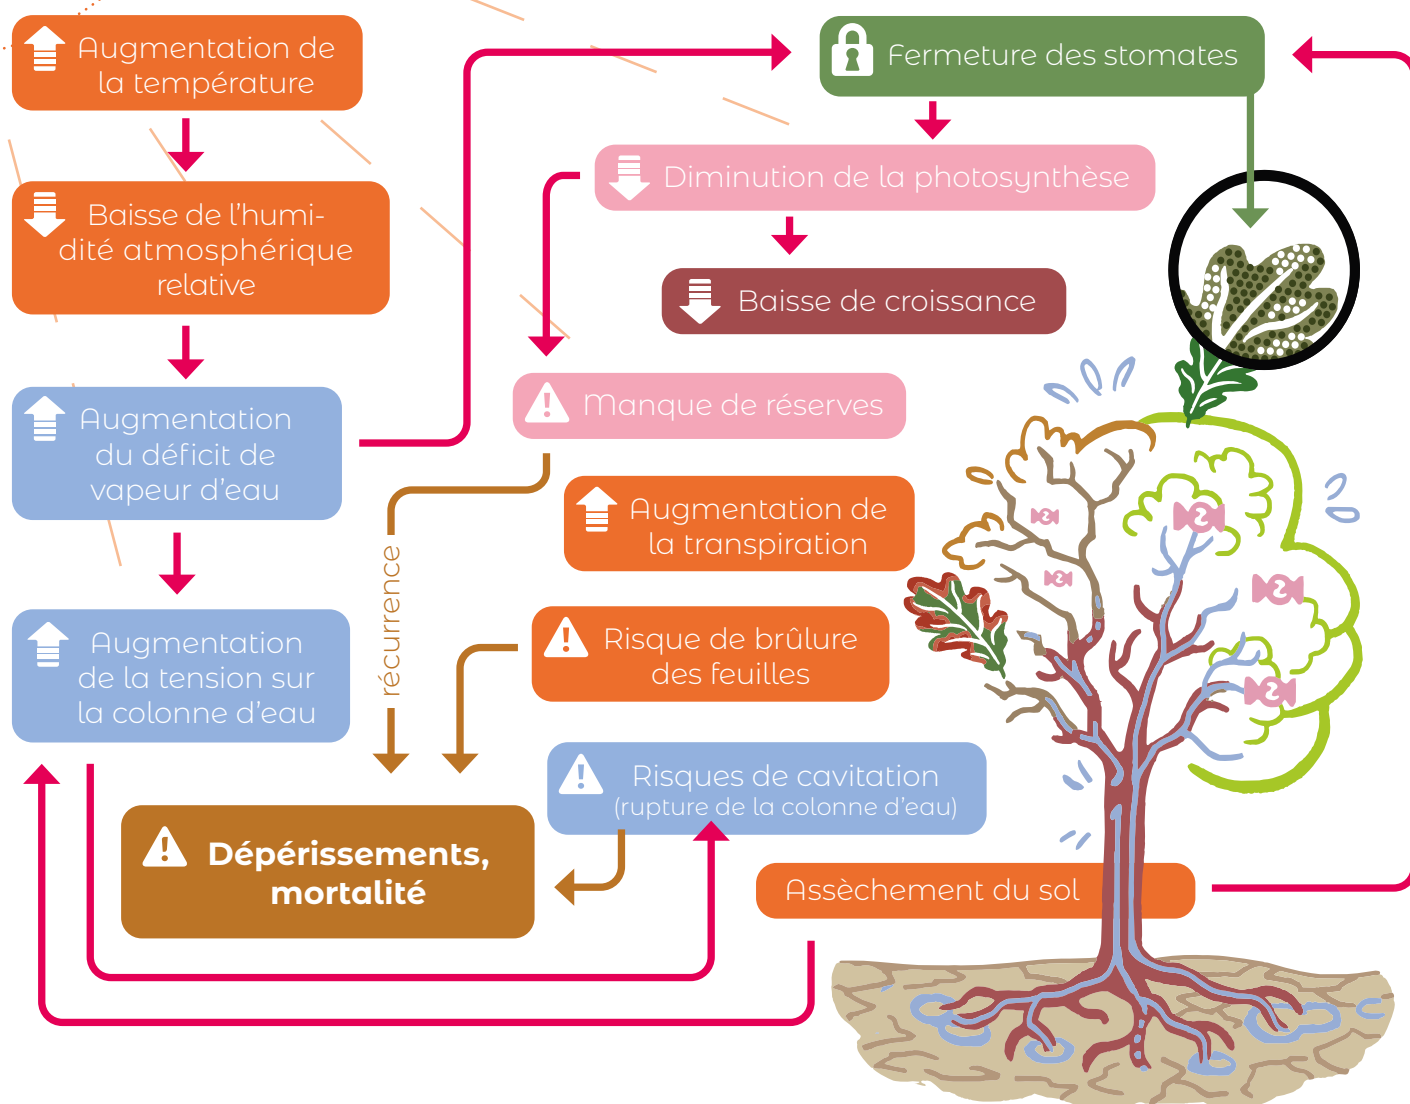 Augmentation de
la température
Baisse de l'humi-
dité atmosphérique
relative
Augmentation
du déficit de
vapeur d'eau
Augmentation
de la tension sur
la colonne d'eau
Fermeture des stomates
Diminution de la photosynthèse
Baisse de croissance
Manque de réserves
récurrence
Augmentation de
la transpiration
Risque de brûlure
des feuilles
Risques de cavitation
(rupture de la colonne d'eau)
Dépérissements,
mortalité
Assèchement du sol